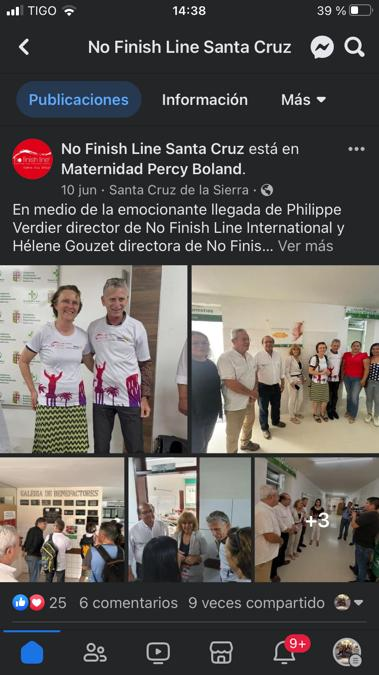 TIGO
14:38
39 %
No Finish Line Santa Cruz
Publicaciones
Información
Más
No Finish Line Santa Cruz está en
Maternidad Percy Boland.
10 jun · Santa Cruz de la Sierra ·
En medio de la emocionante llegada de Philippe
Verdier director de No Finish Line International y
Hélene Gouzet directora de No Finis... Ver más
GALERIA DE BENEFACTORES
+3
25
6 comentarios
9 veces compartido
9+